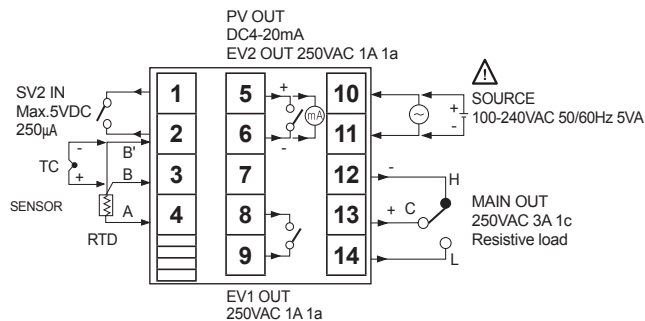 PV OUT
DC4-20mA
EV2 OUT 250VAC 1A 1a
SV2 IN
Max.5VDC
250µA
1
5
10
+
mA
-
~
+
-
!
SOURCE
100-240VAC 50/60Hz 5VA
2
6
11
TC
-
+
B'
B
A
SENSOR
RTD
3
7
12
-
H
4
8
13
+ C
MAIN OUT
250VAC 3A 1c
Resistive load
9
14
L
EV1 OUT
250VAC 1A 1a